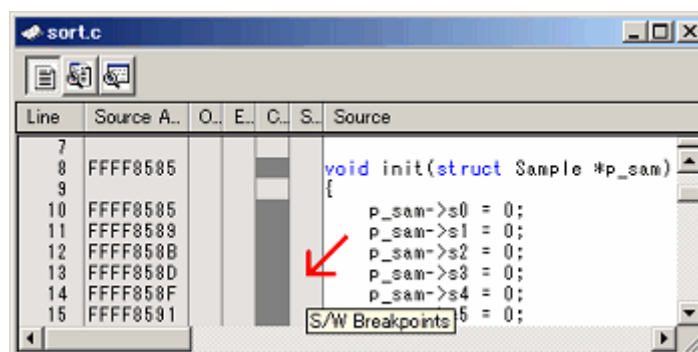 sort.c
Line Source A.. O.. E.. C.. S.. Source
7
8 FFFF8585 void init(struct Sample *p_sam)
9 {
10 FFFF8585 p_sam->s0 = 0;
11 FFFF8589 p_sam->s1 = 0;
12 FFFF858B p_sam->s2 = 0;
13 FFFF858D p_sam->s3 = 0;
14 FFFF858F p_sam->s4 = 0;
15 FFFF8591 s5 = 0;
S/W Breakpoints